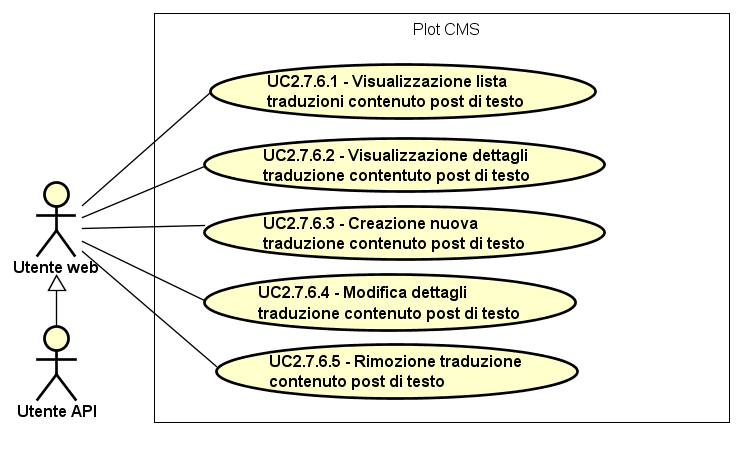 Plot CMS
UC2.7.6.1 - Visualizzazione lista
traduzioni contenuto post di testo
UC2.7.6.2 - Visualizzazione dettagli
traduzione contentuto post di testo
UC2.7.6.3 - Creazione nuova
traduzione contenuto post di testo
Utente web
UC2.7.6.4 - Modifica dettagli
traduzione contenuto post di testo
UC2.7.6.5 - Rimozione traduzione
contenuto post di testo
Utente API